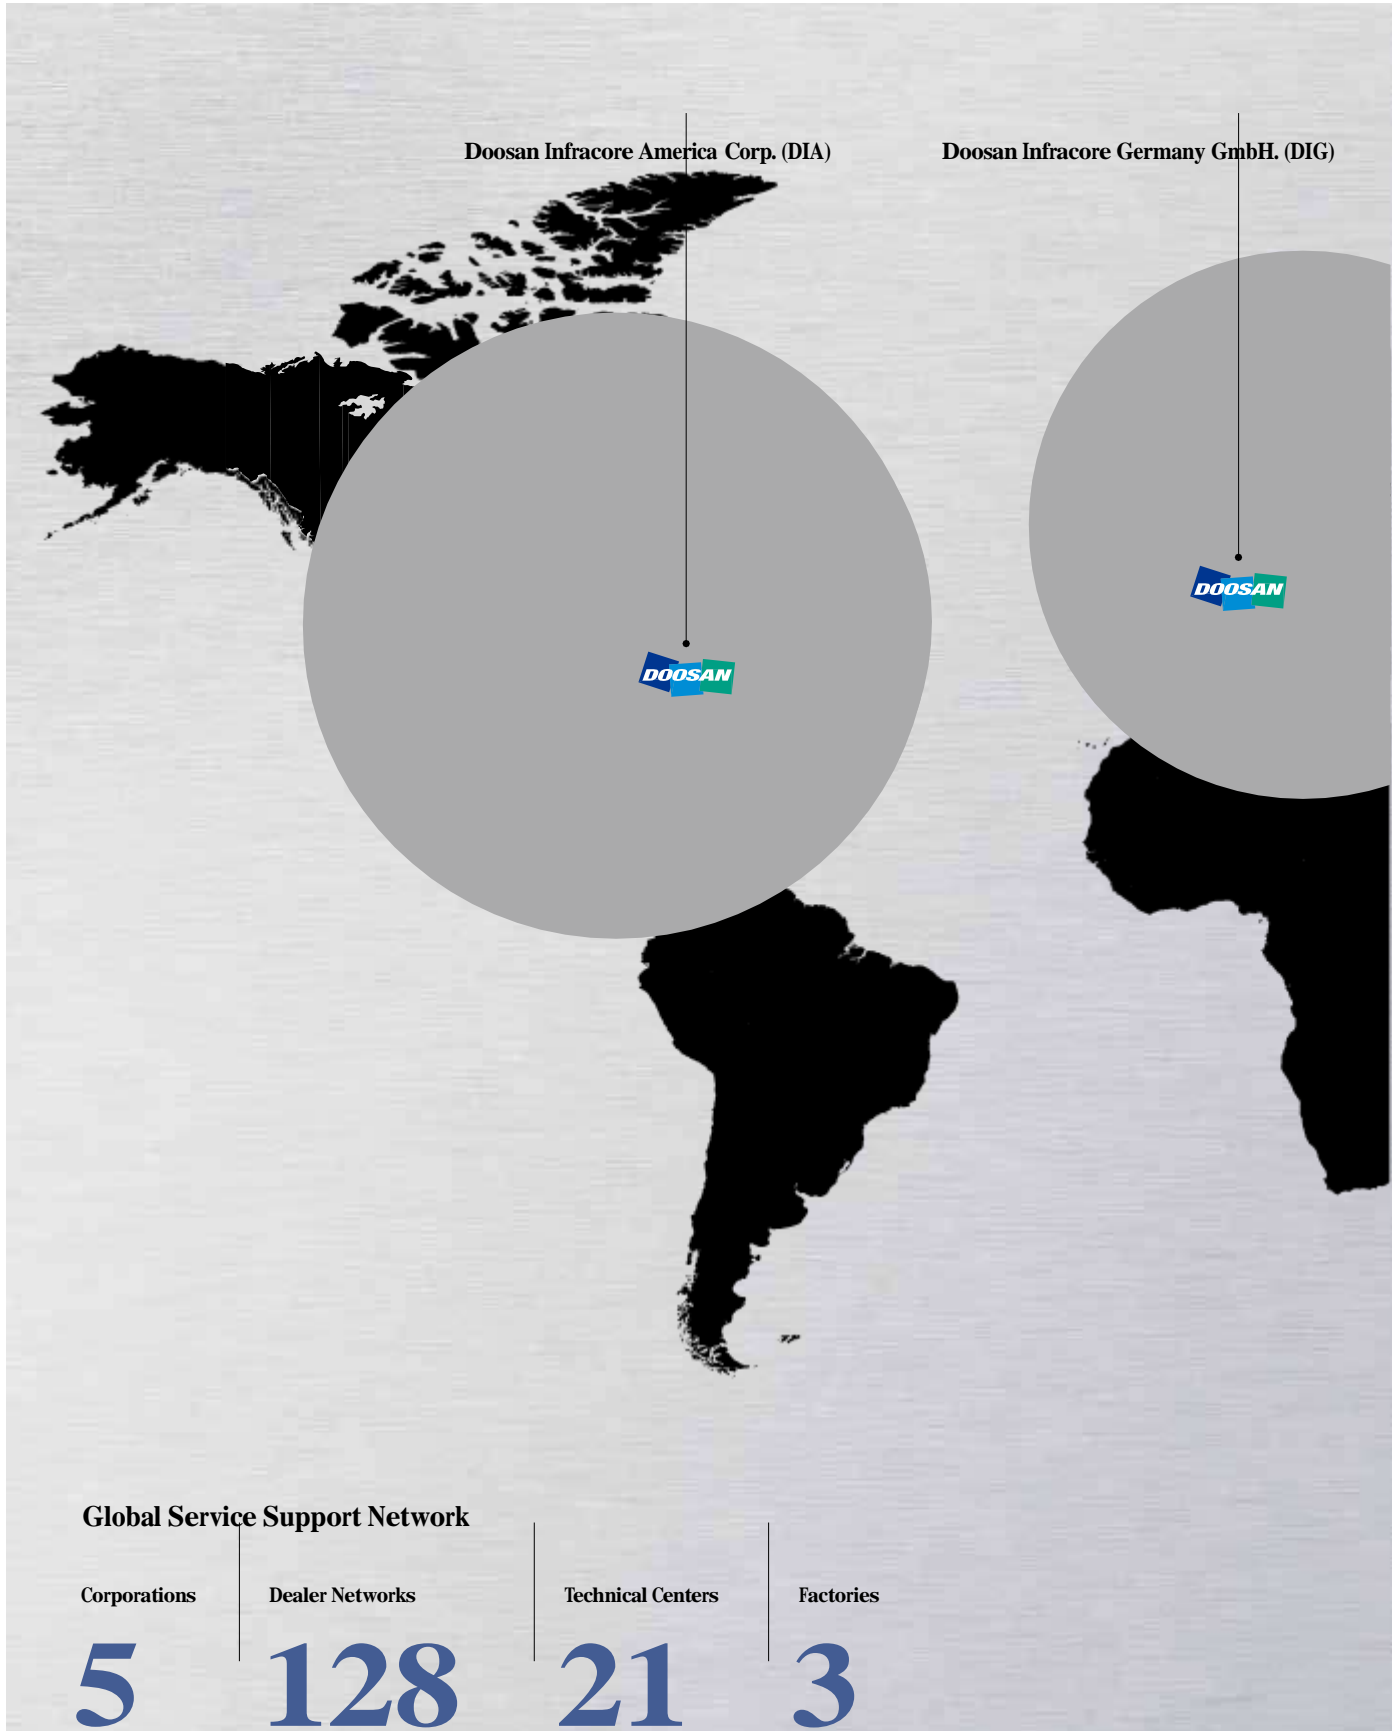 Doosan Infracore America Corp. (DIA)
Doosan Infracore Germany GmbH. (DIG)
DOOSAN
DOOSAN
Global Service Support Network
Corporations
5
Dealer Networks
128
Technical Centers
21
Factories
3